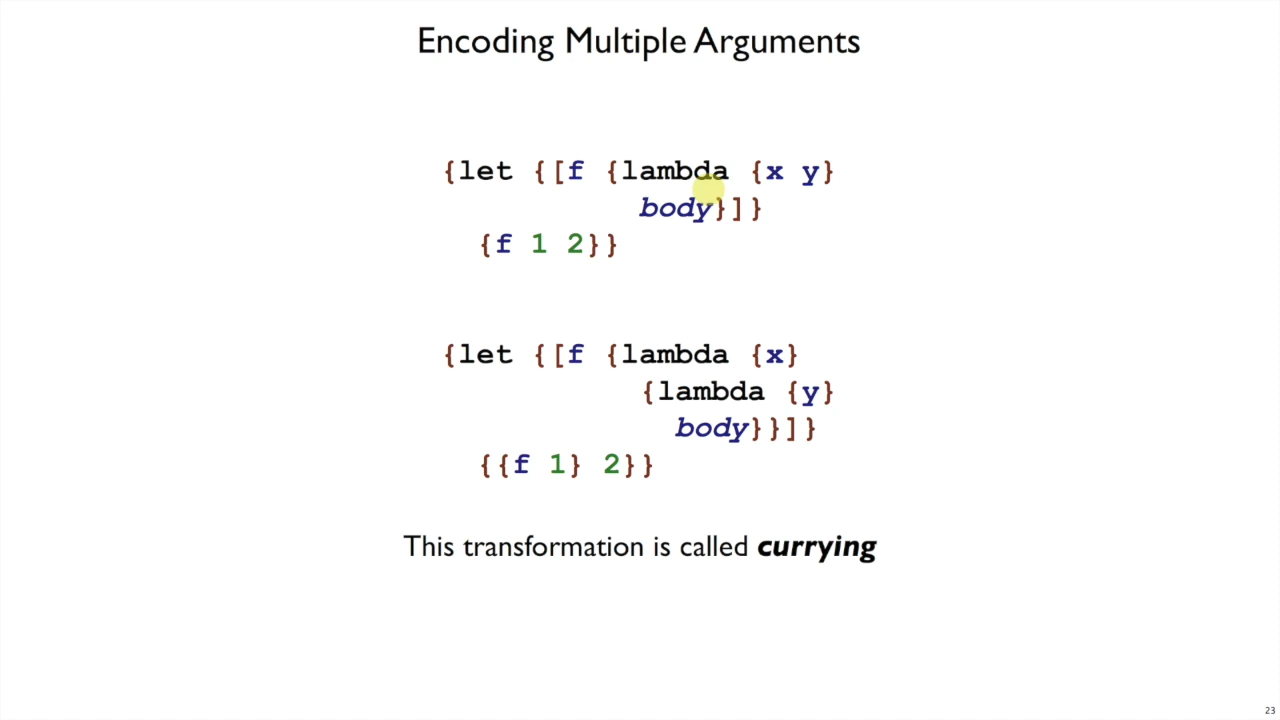 Encoding Multiple Arguments
{let {[f {lambda {x y}
body}]}
{f 1 2}}
{let {[f {lambda {x}
{lambda {y}
body}}]}
{{f 1} 2}}
This transformation is called currying
23